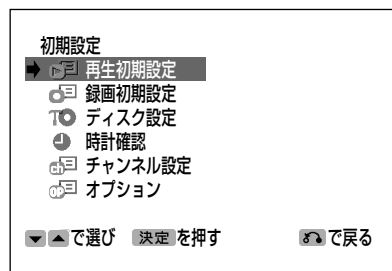 初期設定
再生初期設定
録画初期設定
ディスク設定
時計確認
チャンネル設定
オプション
で選び 決定 を押す で戻る